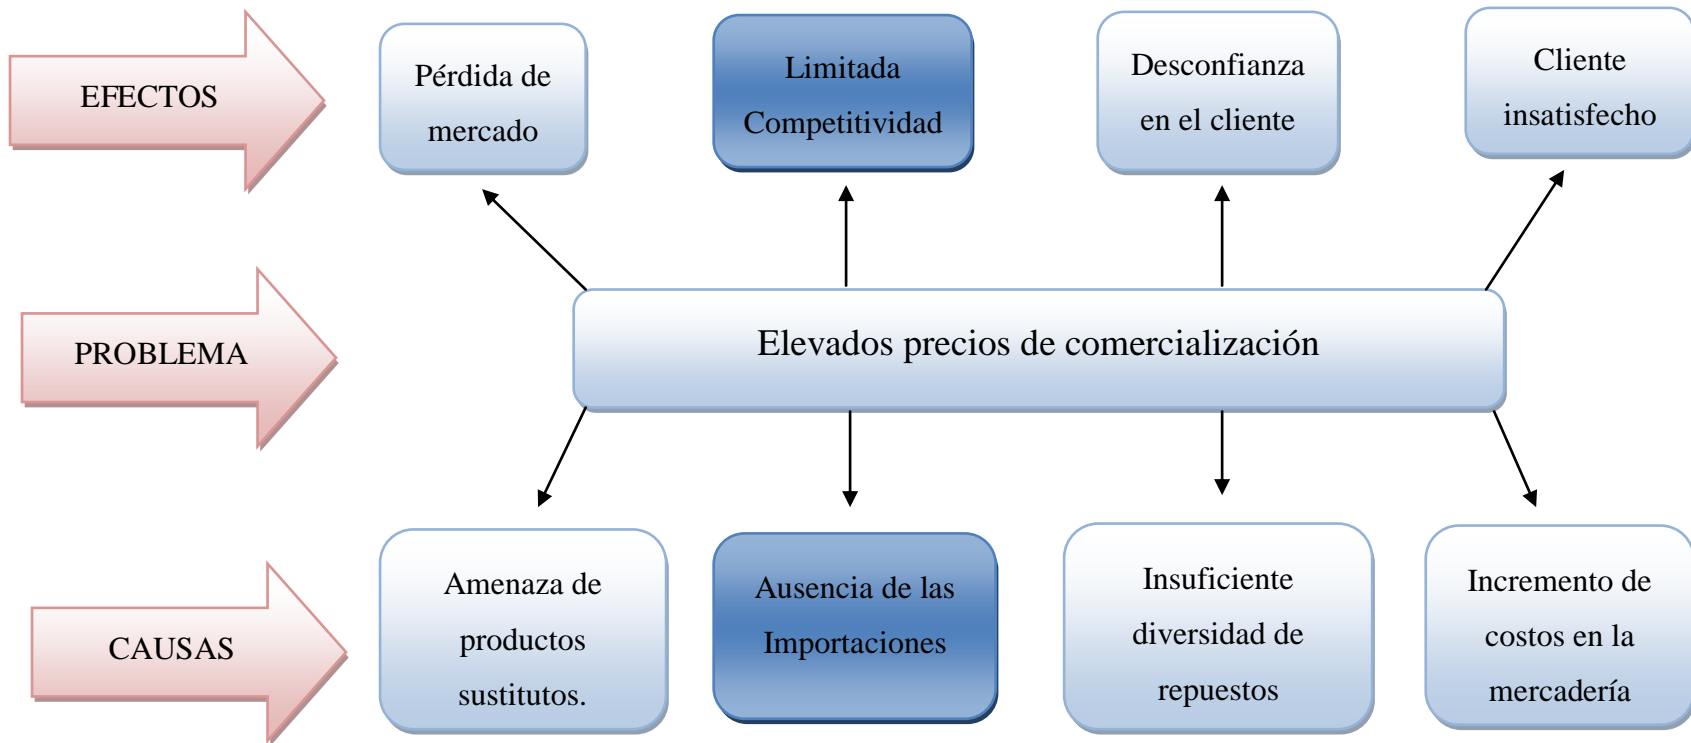 EFECTOS
Pérdida de
mercado
Limitada
Competitividad
Desconfianza
en el cliente
Cliente
insatisfecho
PROBLEMA
Elevados precios de comercialización
CAUSAS
Amenaza de
productos
sustitutos.
Ausencia de las
Importaciones
Insuficiente
diversidad de
repuestos
Incremento de
costos en la
mercadería